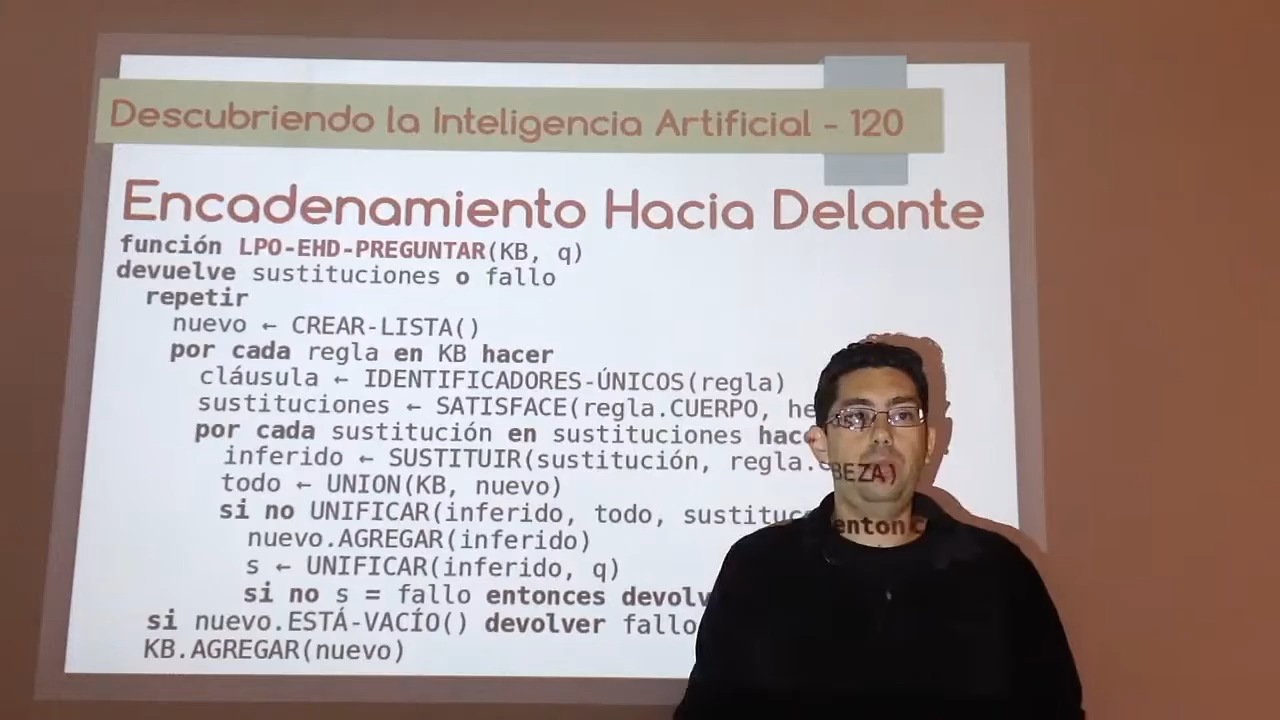 Descubriendo la Inteligencia Artificial - 120
Encadenamiento Hacia Delante
función LPO-EHD-PREGUNTAR(KB, q)
devuelve sustituciones o fallo
repetir
nuevo ← CREAR-LISTA()
por cada regla en KB hacer
cláusula ← IDENTIFICADORES-ÚNICOS(regla)
sustituciones ← SATISFACE(regla.CUERPO,
por cada sustitución en sustituciones
inferido ← SUSTITUIR(sustitución,
todo ← UNION(KB, nuevo)
si no UNIFICAR(inferido, todo,
nuevo.AGREGAR(inferido)
s ← UNIFICAR(inferido, q)
si no s = fallo entonces
si nuevo.ESTÁ-VACÍO() devolver fallo
KB.AGREGAR(nuevo)